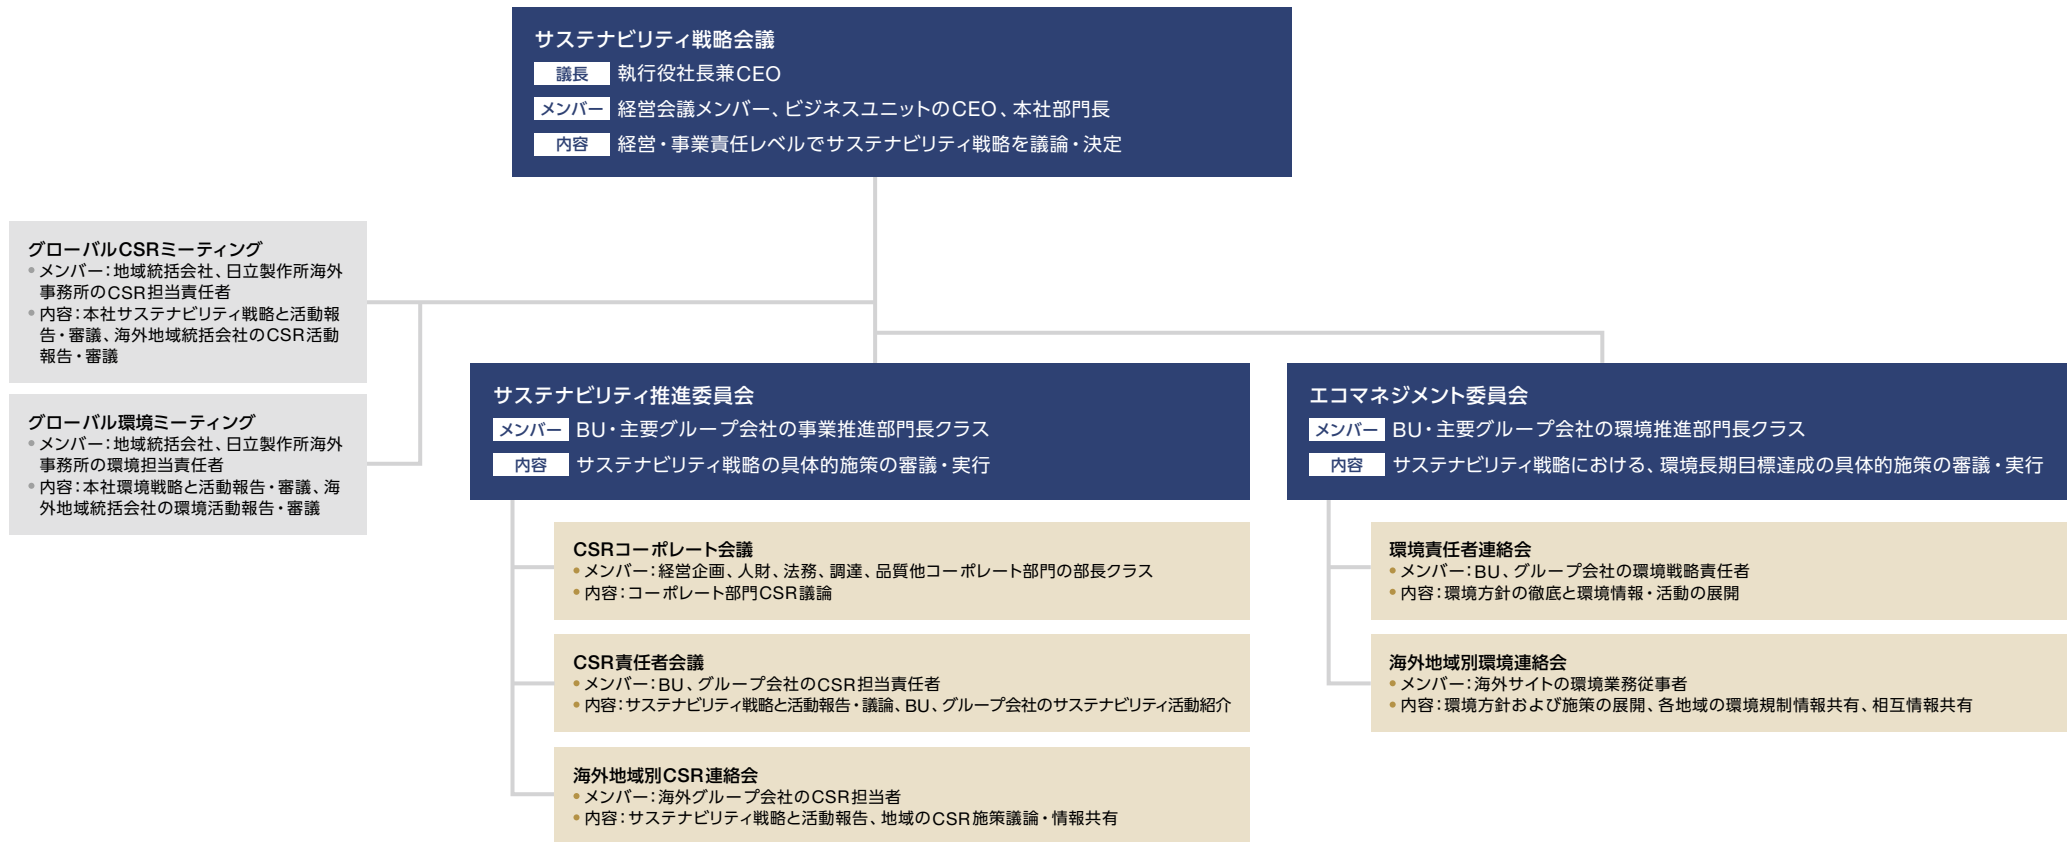 サステナビリティ戦略会議
議長 執行役社長兼CEO
メンバー 経営会議メンバー、ビジネスユニットのCEO、本社部門長
内容 経営・事業責任レベルでサステナビリティ戦略を議論・決定
グローバルCSRミーティング
•メンバー：地域統括会社、日立製作所海外
事務所のCSR担当責任者
•内容：本社サステナビリティ戦略と活動報
告・審議、海外地域統括会社のCSR活動
報告・審議
グローバル環境ミーティング
•メンバー：地域統括会社、日立製作所海外
事務所の環境担当責任者
•内容：本社環境戦略と活動報告・審議、海
外地域統括会社の環境活動報告・審議
サステナビリティ推進委員会
メンバー BU・主要グループ会社の事業推進部門長クラス
内容 サステナビリティ戦略の具体的施策の審議・実行
CSRコーポレート会議
•メンバー：経営企画、人財、法務、調達、品質他コーポレート部門の部長クラス
•内容：コーポレート部門CSR議論
CSR責任者会議
•メンバー：BU、グループ会社のCSR担当責任者
•内容：サステナビリティ戦略と活動報告・議論、BU、グループ会社のサステナビリティ活動紹介
海外地域別CSR連絡会
•メンバー：海外グループ会社のCSR担当者
•内容：サステナビリティ戦略と活動報告、地域のCSR施策議論・情報共有
エコマネジメント委員会
メンバー BU・主要グループ会社の環境推進部門長クラス
内容 サステナビリティ戦略における、環境長期目標達成の具体的施策の審議・実行
環境責任者連絡会
•メンバー：BU、グループ会社の環境戦略責任者
•内容：環境方針の徹底と環境情報・活動の展開
海外地域別環境連絡会
•メンバー：海外サイトの環境業務従事者
•内容：環境方針および施策の展開、各地域の環境規制情報共有、相互情報共有